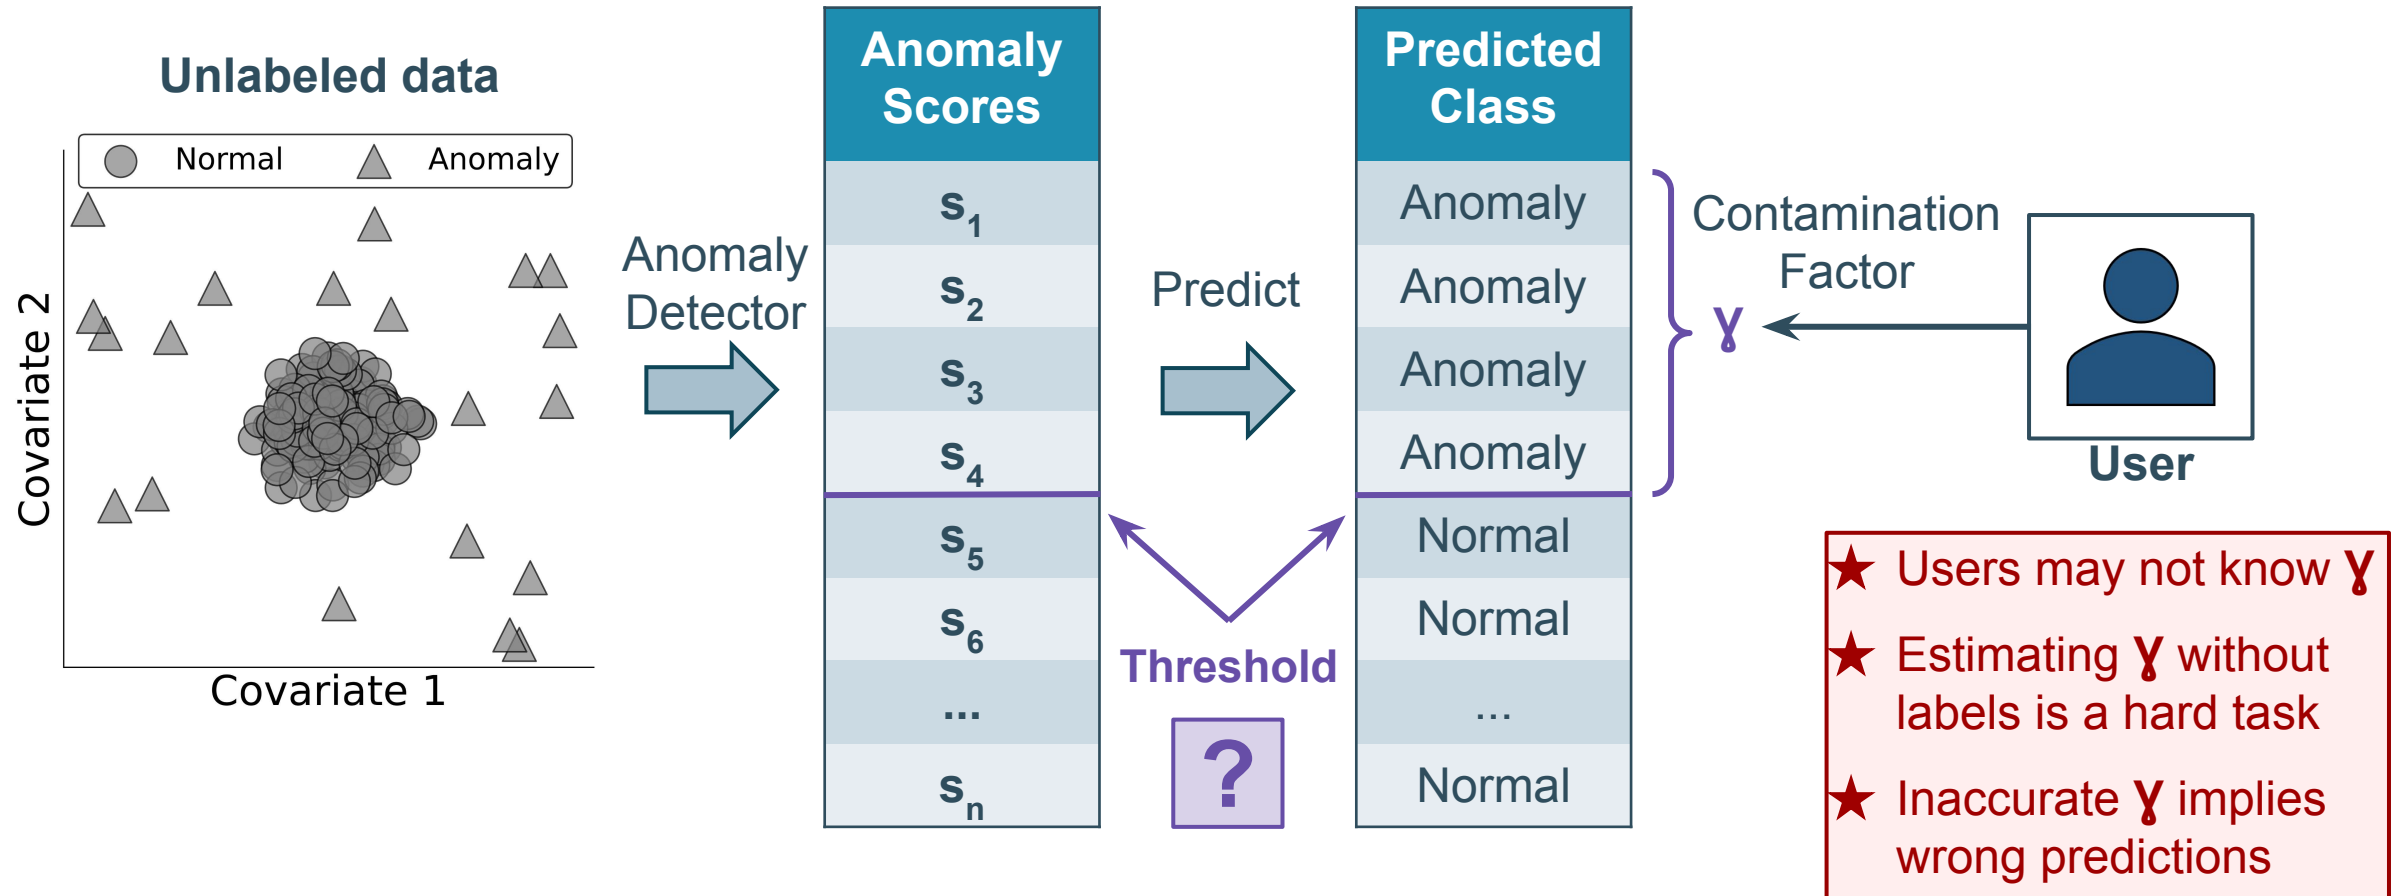 Unlabeled data
Normal
Anomaly
Covariate 2
Covariate 1
Anomaly
Detector
Anomaly
Scores
s1
s2
s3
s4
s5
s6
...
sn
Predict
Threshold
?
Predicted
Class
Anomaly
Anomaly
Anomaly
Anomaly
Normal
Normal
...
Normal
Contamination
Factor
γ
User
★ Users may not know γ
★ Estimating γ without
labels is a hard task
★ Inaccurate γ implies
wrong predictions